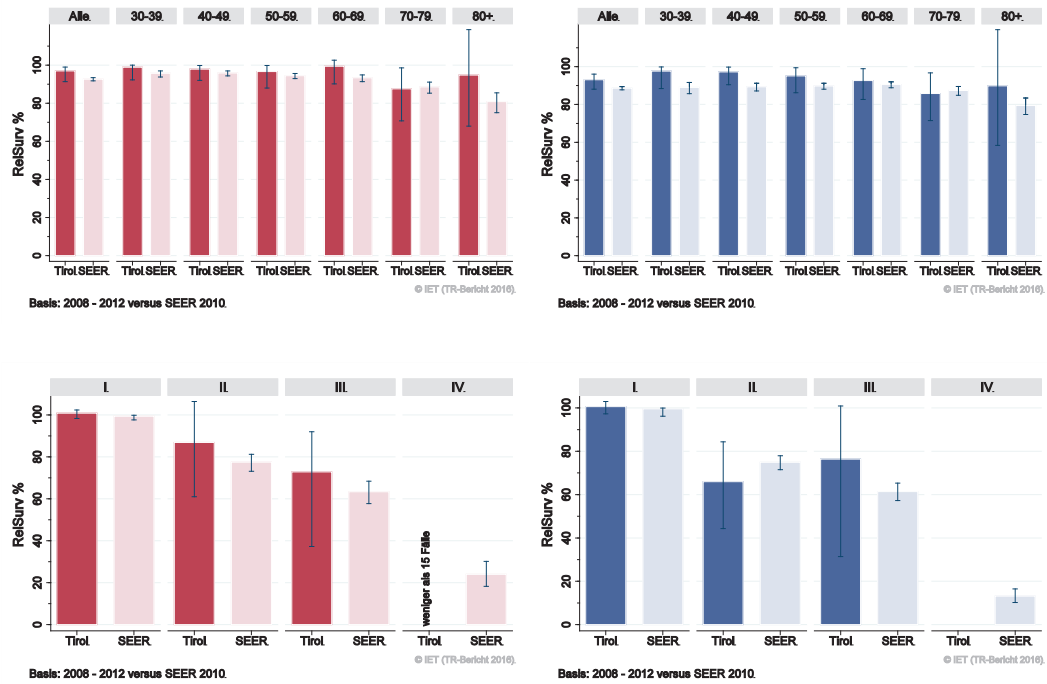 Alle. 30-39. 40-49. 50-59. 60-69. 70-79. 80+.
RelSurv %
100
80
60
40
20
0
Tirol. SEER. Tirol. SEER. Tirol. SEER. Tirol. SEER. Tirol. SEER. Tirol. SEER. Tirol. SEER.
© IET (TR-Bericht 2016).
Basis: 2008 - 2012 versus SEER 2010.
Alle. 30-39. 40-49. 50-59. 60-69. 70-79. 80+.
RelSurv %
100
80
60
40
20
0
Tirol. SEER. Tirol. SEER. Tirol. SEER. Tirol. SEER. Tirol. SEER. Tirol. SEER. Tirol. SEER.
© IET (TR-Bericht 2016).
Basis: 2008 - 2012 versus SEER 2010.
I. II. III. IV.
RelSurv %
100
80
60
40
20
0
weniger als 15 Fälle
Tirol. SEER. Tirol. SEER. Tirol. SEER. Tirol. SEER.
© IET (TR-Bericht 2016).
Basis: 2008 - 2012 versus SEER 2010.
I. II. III. IV.
RelSurv %
100
80
60
40
20
0
Tirol. SEER. Tirol. SEER. Tirol. SEER. Tirol. SEER.
© IET (TR-Bericht 2016).
Basis: 2008 - 2012 versus SEER 2010.